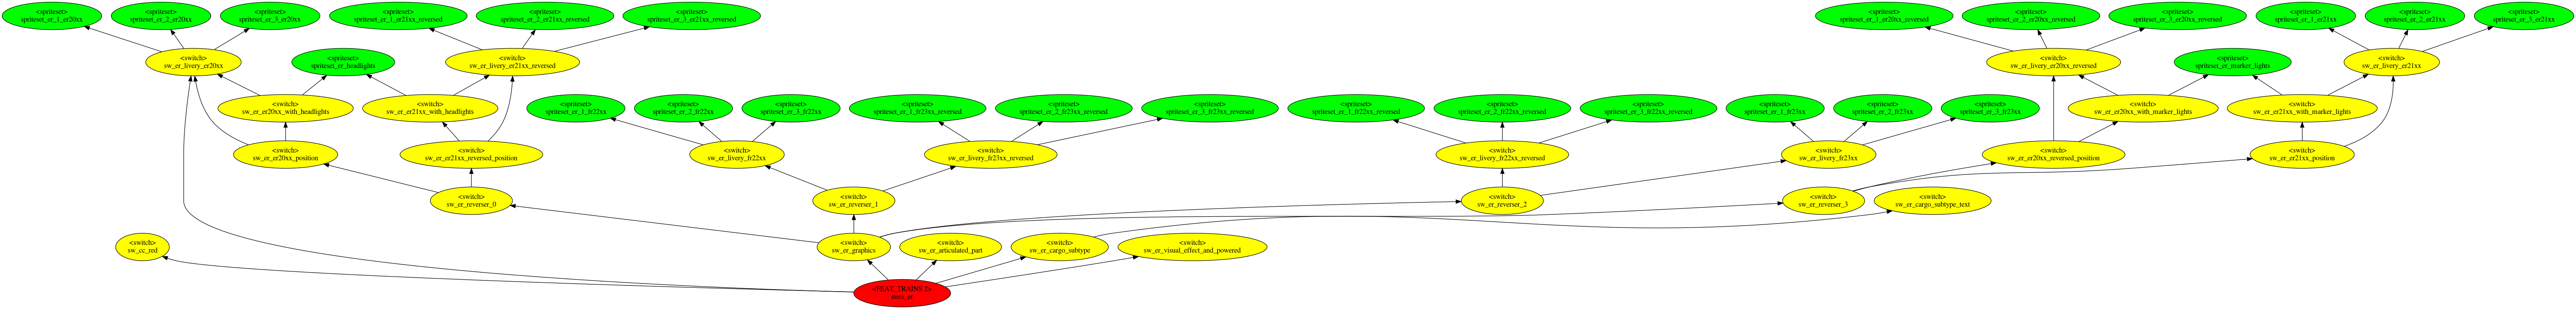 <spriteset>
spriteset_er_1_er20xx
<spriteset>
spriteset_er_2_er20xx
<spriteset>
spriteset_er_3_er20xx
<spriteset>
spriteset_er_1_er21xx_reversed
<spriteset>
spriteset_er_2_er21xx_reversed
<spriteset>
spriteset_er_3_er21xx_reversed
<spriteset>
spriteset_er_1_er20xx_reversed
<spriteset>
spriteset_er_2_er20xx_reversed
<spriteset>
spriteset_er_3_er20xx_reversed
<spriteset>
spriteset_er_1_er21xx
<spriteset>
spriteset_er_2_er21xx
<spriteset>
spriteset_er_3_er21xx
<switch>
sw_er_livery_er20xx
<spriteset>
spriteset_er_headlights
<switch>
sw_er_livery_er21xx_reversed
<switch>
sw_er_livery_er20xx_reversed
<spriteset>
spriteset_er_marker_lights
<switch>
sw_er_livery_er21xx
<switch>
sw_er_er20xx_with_headlights
<switch>
sw_er_er21xx_with_headlights
<spriteset>
spriteset_er_1_fr22xx
<spriteset>
spriteset_er_2_fr22xx
<spriteset>
spriteset_er_3_fr22xx
<spriteset>
spriteset_er_1_fr23xx_reversed
<spriteset>
spriteset_er_2_fr23xx_reversed
<spriteset>
spriteset_er_3_fr23xx_reversed
<spriteset>
spriteset_er_1_fr22xx_reversed
<spriteset>
spriteset_er_2_fr22xx_reversed
<spriteset>
spriteset_er_3_fr22xx_reversed
<spriteset>
spriteset_er_1_fr23xx
<spriteset>
spriteset_er_2_fr23xx
<spriteset>
spriteset_er_3_fr23xx
<switch>
sw_er_er20xx_with_marker_lights
<switch>
sw_er_er21xx_with_marker_lights
<switch>
sw_er_er20xx_position
<switch>
sw_er_er21xx_reversed_position
<switch>
sw_er_livery_fr22xx
<switch>
sw_er_livery_fr23xx_reversed
<switch>
sw_er_livery_fr22xx_reversed
<switch>
sw_er_livery_fr23xx
<switch>
sw_er_er20xx_reversed_position
<switch>
sw_er_er21xx_position
<switch>
sw_er_reverser_0
<switch>
sw_er_reverser_1
<switch>
sw_er_reverser_2
<switch>
sw_er_reverser_3
<switch>
sw_er_cargo_subtype_text
<switch>
sw_cc_red
<switch>
sw_er_graphics
<switch>
sw_er_articulated_part
<switch>
sw_er_cargo_subtype
<switch>
sw_er_visual_effect_and_powered
<FEAT_TRAINS 2>
item_er